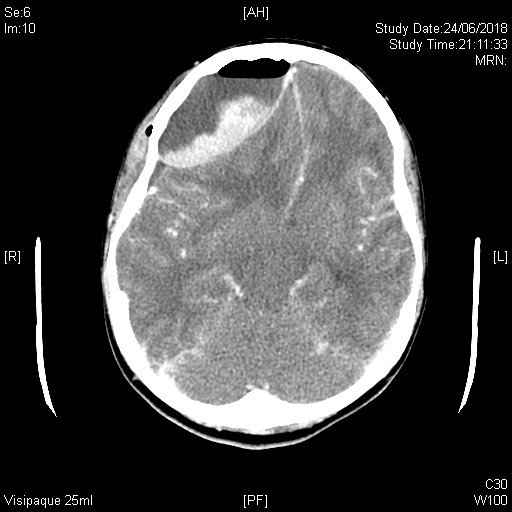 Se:6
Im:10
[AH]
Study Date:24/06/2018
Study Time:21:11:33
MRN:
[R]
[L]
Visipaque 25ml
[PF]
C30
W100